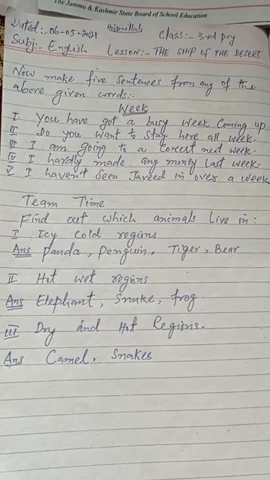 The Jammu & Kashmir State Board of School Education
Dated:. 06-05-2021 Class:- 3rd Pry
Subj:- English Lesson:- THE SHIP OF THE DESERT
Now make five sentences from any of the
above given words:-
Week
I You have got a busy week coming up
II Do you want to stay here all week.
III I am going to a concert next week.
IV I hardly made any money last week.
V I haven't seen Jarred in over a week
Team Time
Find out which animals live in:
I Icy cold regions
Ans Panda, Penguin, Tiger, Bear
II Hot wet regions
Ans Elephant, Snake, frog
III Dry and Hot Regions.
Ans Camel, Snakes